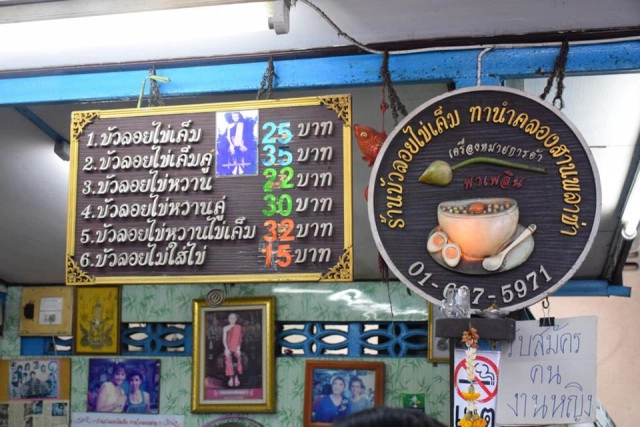 1.บัวลอยไข่เค็ม 25 บาท
2.บัวลอยไข่เค็มคู่ 35 บาท
3.บัวลอยไข่หวาน 22 บาท
4.บัวลอยไข่หวานคู่ 30 บาท
5.บัวลอยไข่หวานไข่เค็ม 32 บาท
6.บัวลอยไม่ใส่ไข่ 15 บาท
ร้านบัวลอยไข่เค็ม ท่าน้ำคลองสาน
เครื่องหมายการค้า
พาเพลิน
5971
รับสมัคร
คน
งานหญิง